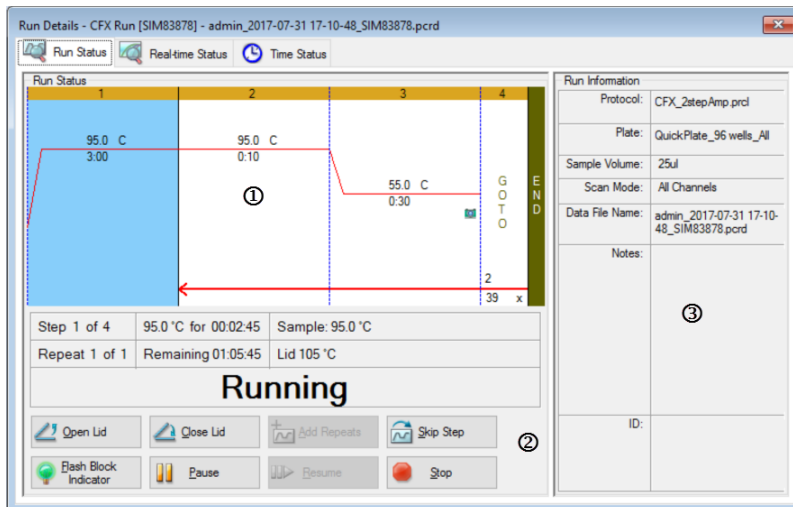 Run Details - CFX Run [SIM83878] - admin_2017-07-31 17-10-48_SIM83878.pcrd
Run Status
Real-time Status
Time Status
Run Status
1 2 3 4
95.0 C
3:00
95.0 C
0:10
①
55.0 C
0:30
GOTO
END
2
39 x
Step 1 of 4
95.0 °C for 00:02:45
Sample: 95.0 °C
Repeat 1 of 1
Remaining 01:05:45
Lid 105 °C
Running
Open Lid
Close Lid
Add Repeats
Skip Step
②
Flash Block
Indicator
Pause
Resume
Stop
Run Information
Protocol: CFX_2stepAmp.prcl
Plate: QuickPlate_96 wells_All
Sample Volume: 25ul
Scan Mode: All Channels
Data File Name: admin_2017-07-31 17-10-
48_SIM83878.pcrd
Notes:
③
ID: